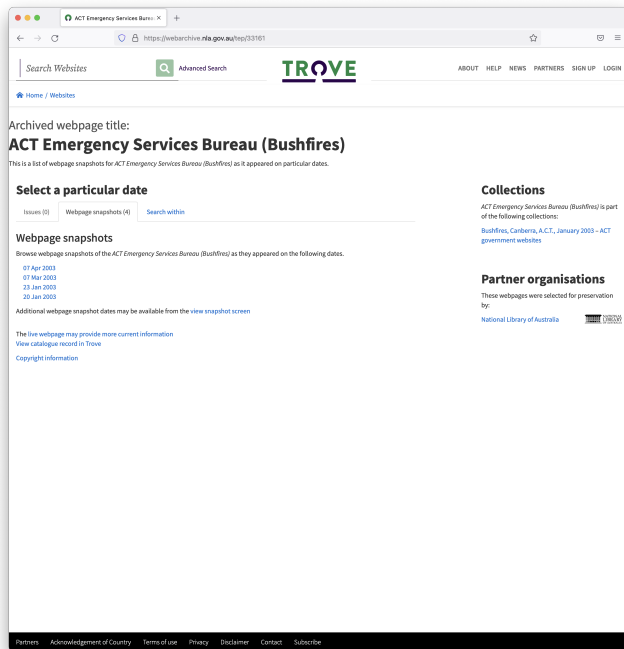 ACT Emergency Services Bureau
https://webarchive.nla.gov.au/tep/33161
Search Websites
Advanced Search
TROVE
ABOUT HELP NEWS PARTNERS SIGN UP LOGIN
Home / Websites
Archived webpage title:
ACT Emergency Services Bureau (Bushfires)
This is a list of webpage snapshots for ACT Emergency Services Bureau (Bushfires) as it appeared on particular dates.
Select a particular date
Issues (0) Webpage snapshots (4) Search within
Webpage snapshots
Browse webpage snapshots of the ACT Emergency Services Bureau (Bushfires) as they appeared on the following dates.
07 Apr 2003
07 Mar 2003
23 Jan 2003
20 Jan 2003
Additional webpage snapshot dates may be available from the view snapshot screen
The live webpage may provide more current information
View catalogue record in Trove
Copyright information
Collections
ACT Emergency Services Bureau (Bushfires) is part
of the following collections:
Bushfires, Canberra, A.C.T., January 2003 – ACT
government websites
Partner organisations
These webpages were selected for preservation
by:
National Library of Australia
NATIONAL
LIBRARY
OF AUSTRALIA
Partners Acknowledgement of Country Terms of use Privacy Disclaimer Contact Subscribe